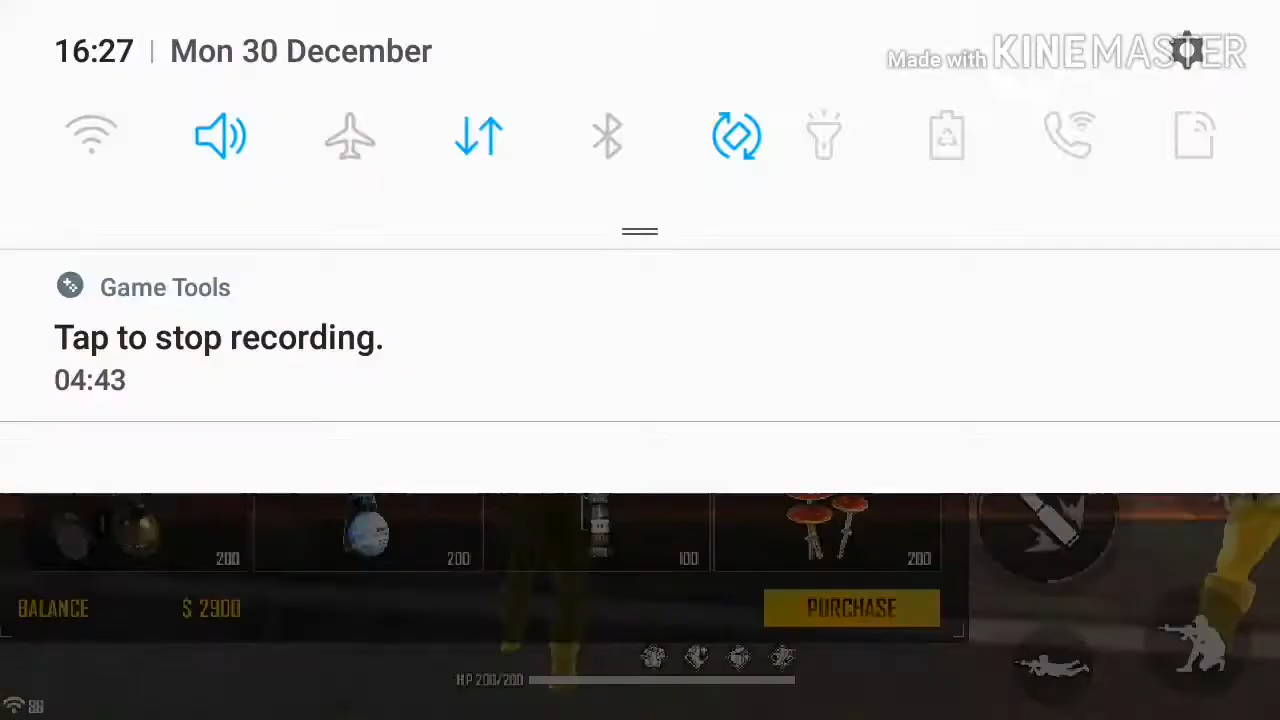 16:27 | Mon 30 December
Made with KINEMASTER
Game Tools
Tap to stop recording.
04:43
200
200
100
200
BALANCE $ 2900
PURCHASE
HP 200/200